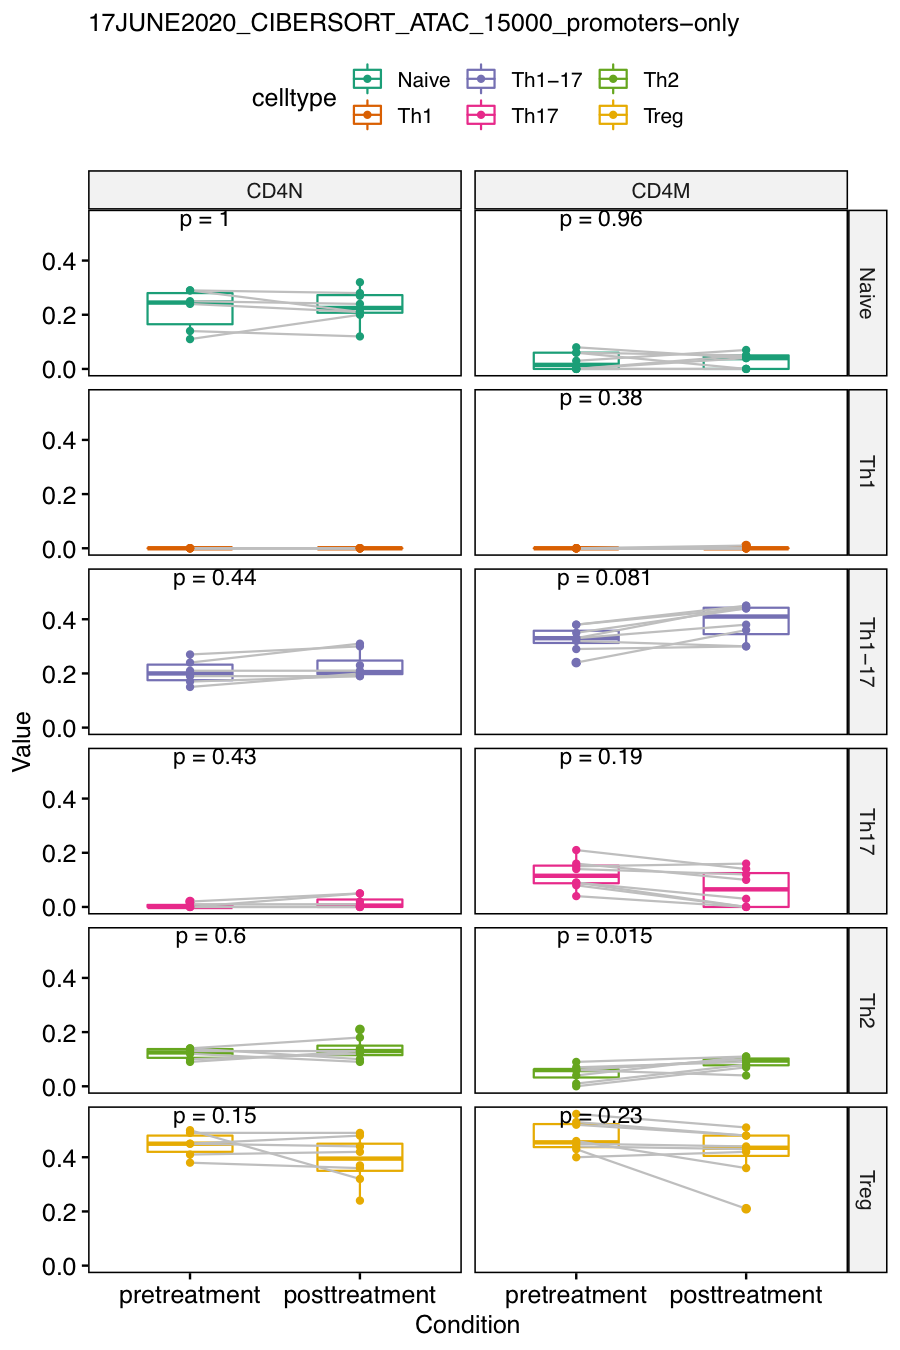 17JUNE2020_CIBERSORT_ATAC_15000_promoters−only
celltype
Naive Th1−17 Th2
Th1 Th17 Treg
CD4N CD4M
p = 1 p = 0.96
0.4
0.2
0.0
Naive
p = 0.38
0.4
0.2
0.0
Th1
p = 0.44 p = 0.081
0.4
0.2
0.0
Th1−17
Value
p = 0.43 p = 0.19
0.4
0.2
0.0
Th17
p = 0.6 p = 0.015
0.4
0.2
0.0
Th2
p = 0.15 p = 0.23
0.4
0.2
0.0
Treg
pretreatment posttreatment pretreatment posttreatment
Condition